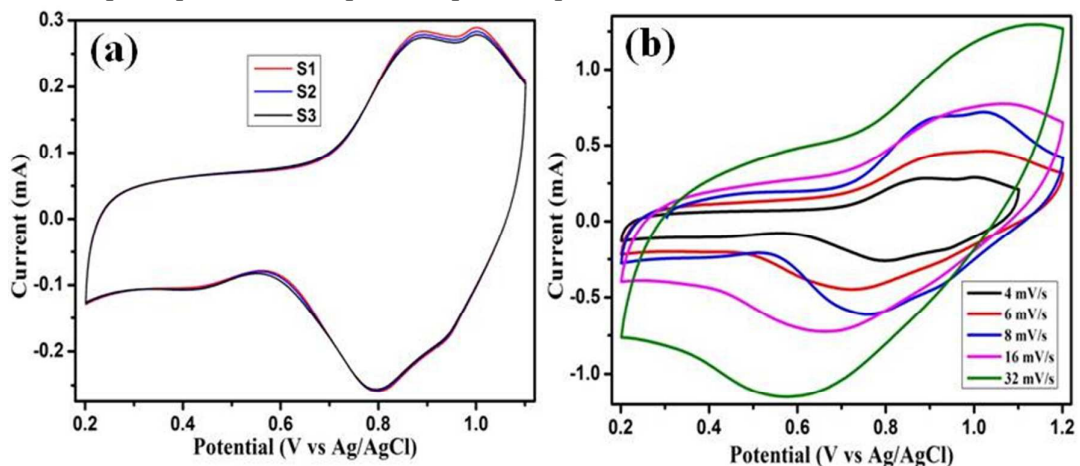 (a)
S1
S2
S3
0.3
0.2
0.1
0.0
-0.1
-0.2
Current (mA)
0.2 0.4 0.6 0.8 1.0
Potential (V vs Ag/AgCl)
(b)
1.0
0.5
0.0
-0.5
-1.0
Current (mA)
4 mV/s
6 mV/s
8 mV/s
16 mV/s
32 mV/s
0.2 0.4 0.6 0.8 1.0 1.2
Potential (V vs Ag/AgCl)